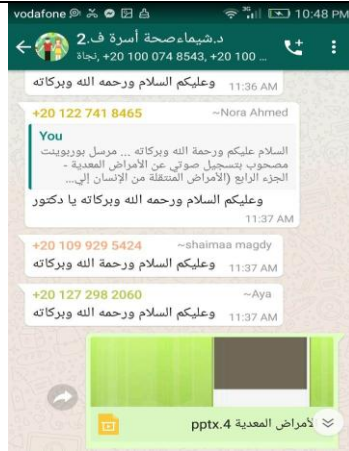 vodafone 10:48 PM
د.شيماءصحة أسرة ف.2
نجاة, +20 100 074 8543, +20 100 ...
وعليكم السلام ورحمه الله وبركاته 11:36 AM
+20 122 741 8465 ~Nora Ahmed
You
السلام عليكم ورحمة الله وبركاته ... مرسل بوربوينت
مصحوب بتسجيل صوتي عن الأمراض المعدية -
الجزء الرابع (الأمراض المنتقلة من الإنسان إلي...
وعليكم السلام ورحمه الله وبركاته يا دكتور
11:37 AM
+20 109 929 5424 ~shaimaa magdy
وعليكم السلام ورحمة الله وبركاته 11:37 AM
+20 127 298 2060 ~Aya
وعليكم السلام ورحمه الله وبركاته 11:37 AM
لأمراض المعدية 4.pptx